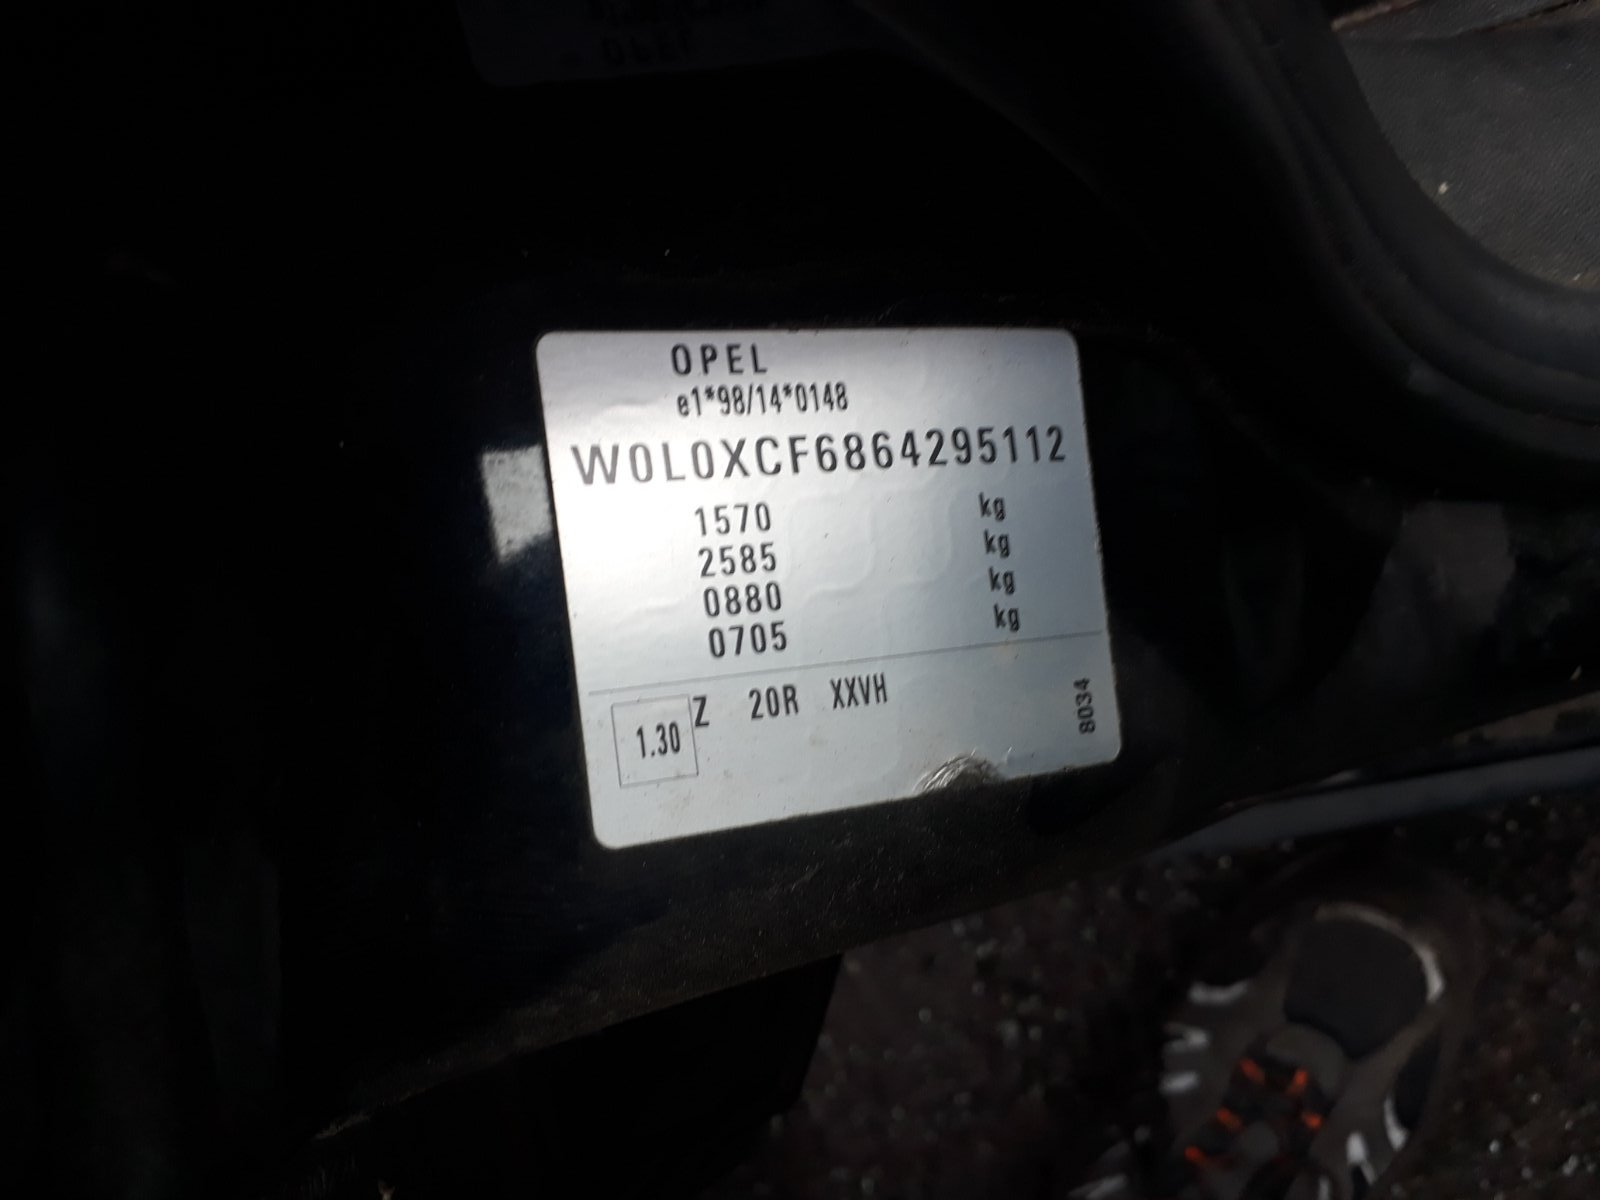 OPEL
e1*98/14*0148
W0L0XCF6864295112
1570 kg
2585 kg
0880 kg
0705 kg
1.30 Z 20R XXVH
8034